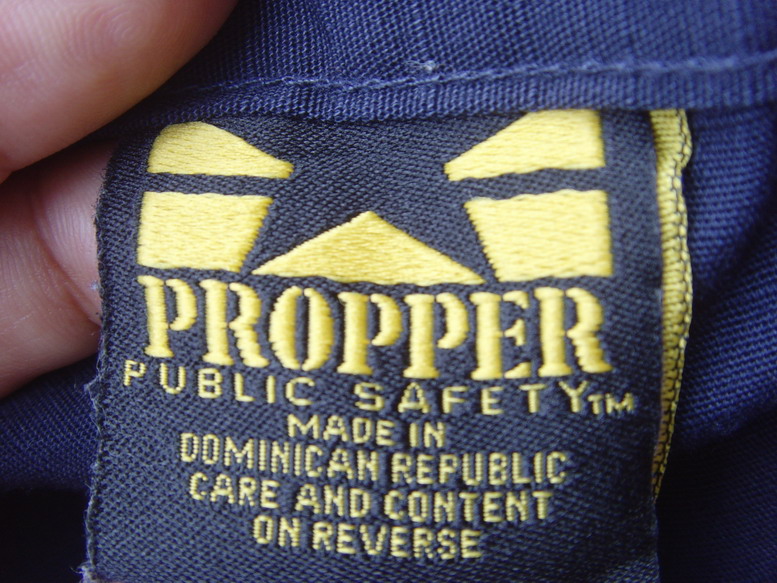 PROPPER
PUBLIC SAFETY™
MADE IN
DOMINICAN REPUBLIC
CARE AND CONTENT
ON REVERSE